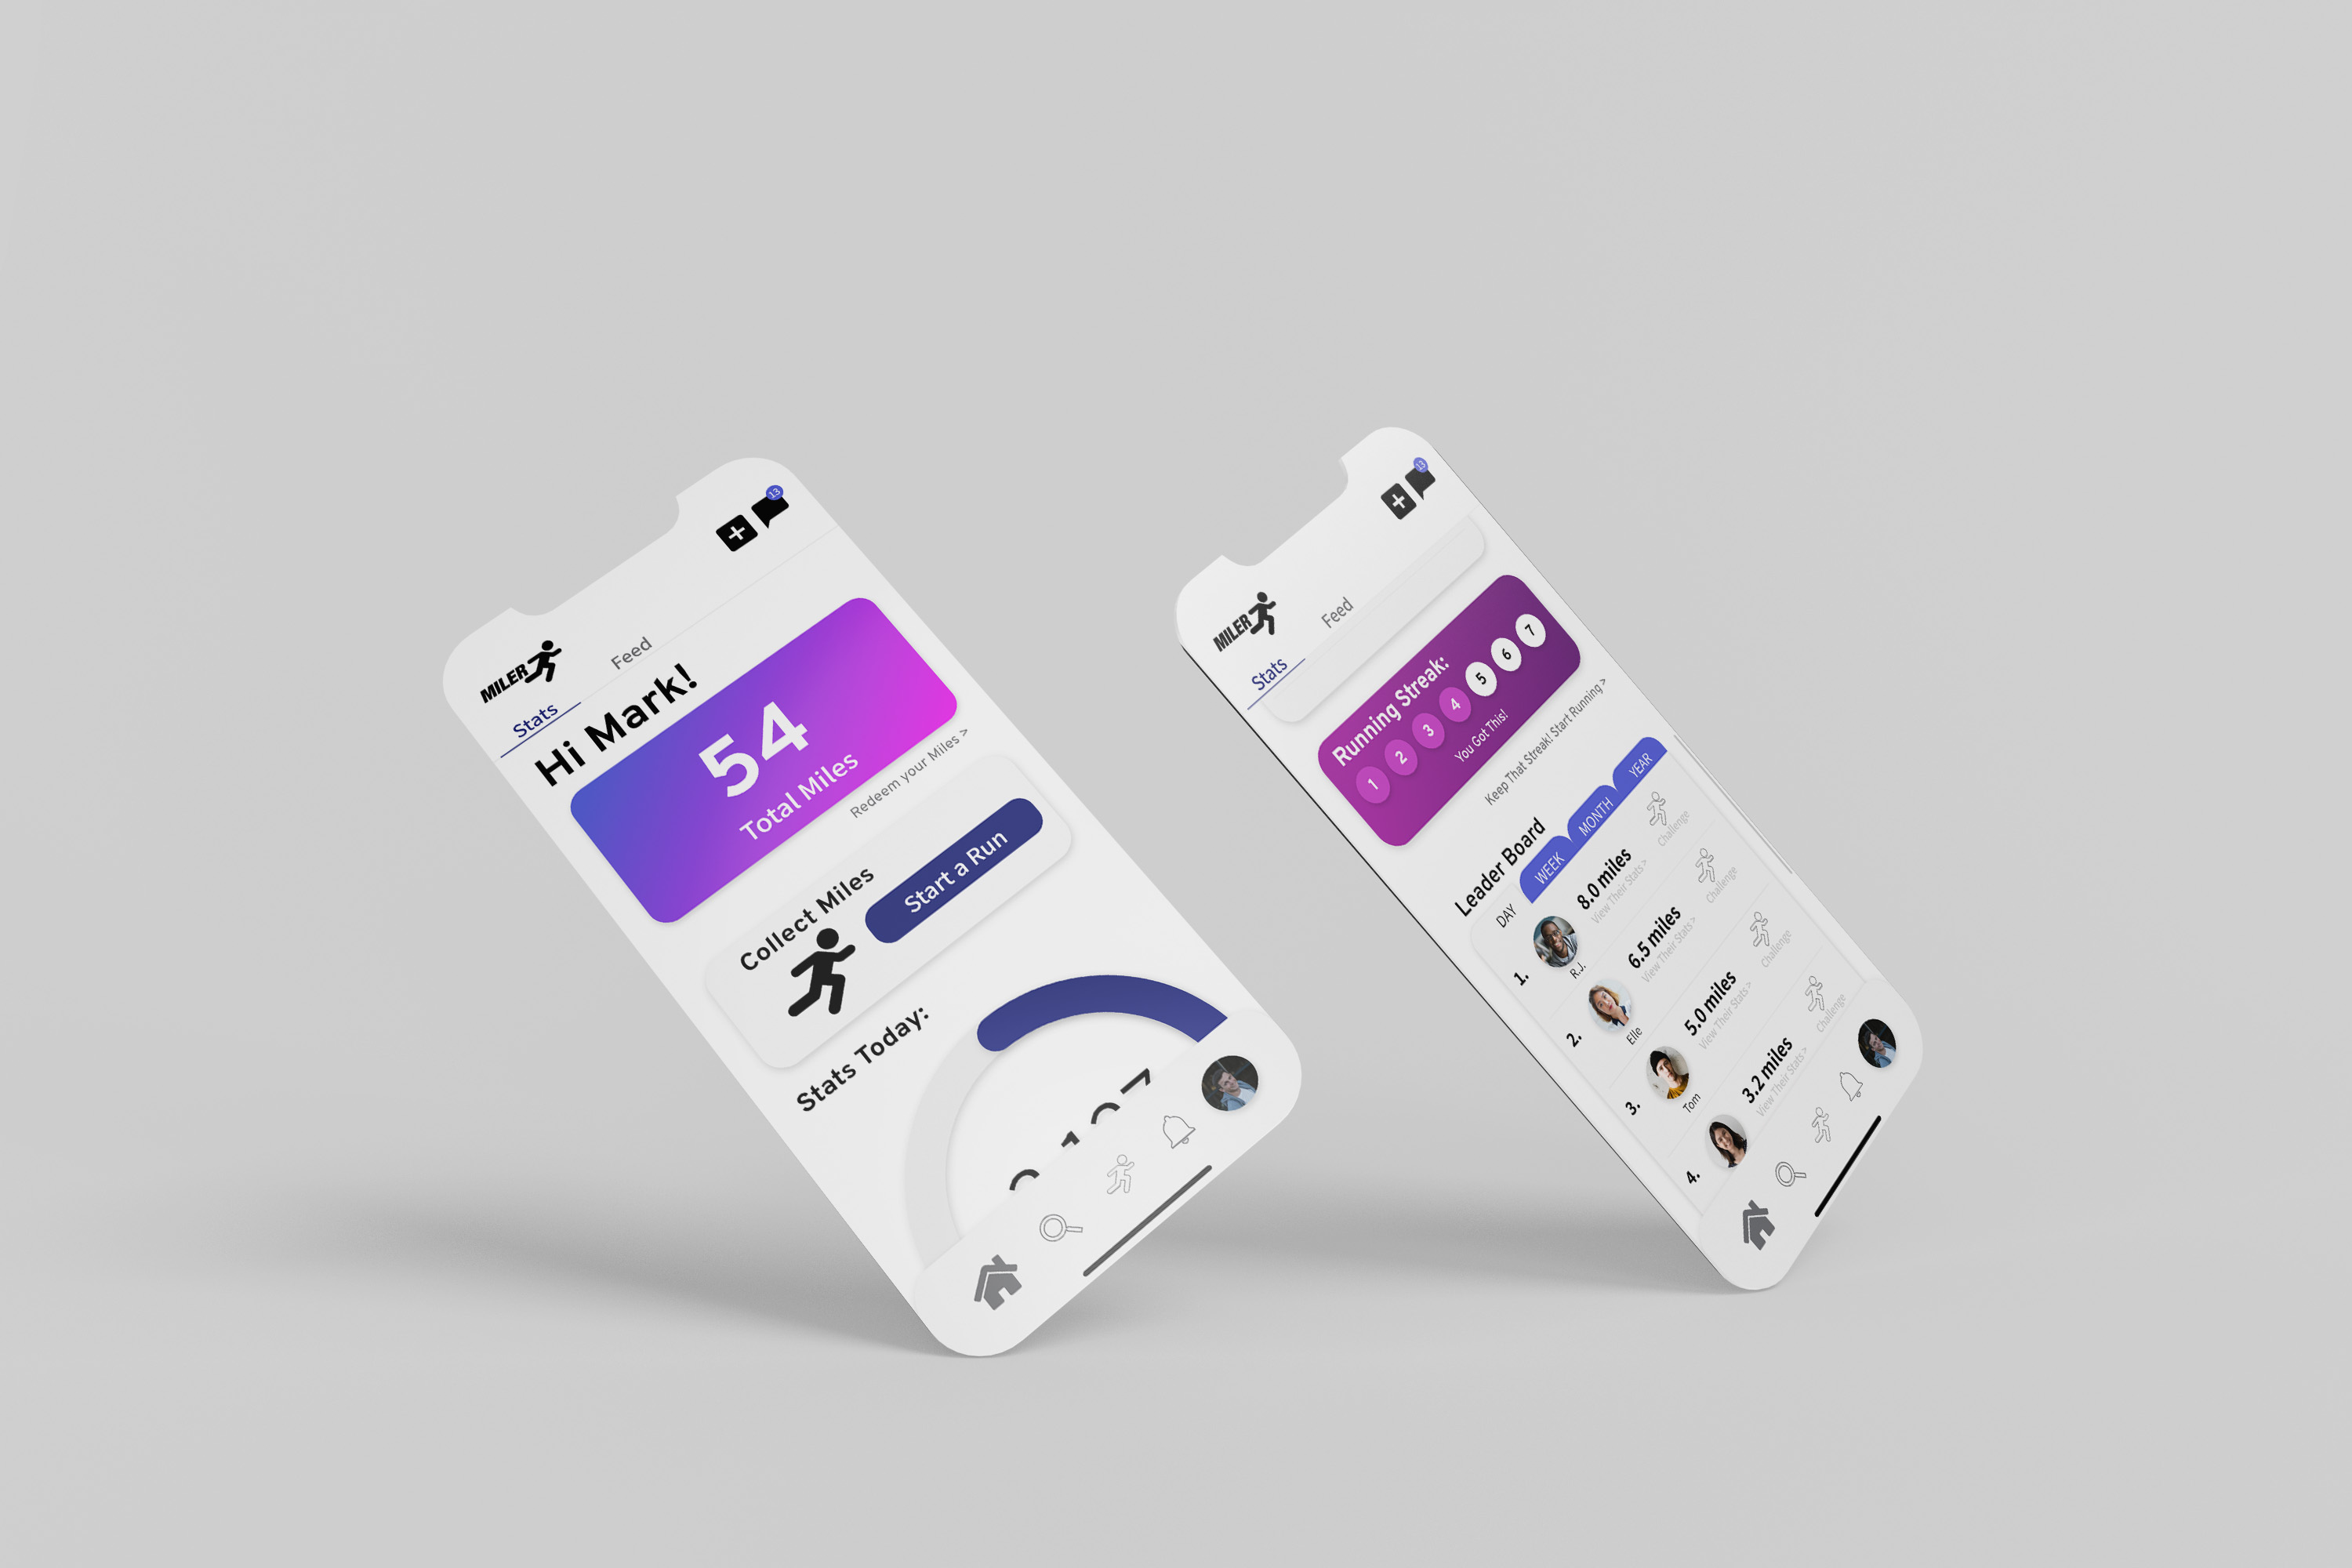 13
MILER
Stats
Feed
Hi Mark!
54
Total Miles
Redeem your Miles >
Collect Miles
Start a Run
Stats Today:
13
MILER
Stats
Feed
Running Streak:
1 2 3 4 5 6 7
You Got This!
Keep That Streak! Start Running >
Leader Board
DAY WEEK MONTH YEAR
1. R.J.
8.0 miles
View Their Stats >
Challenge
2. Elle
6.5 miles
View Their Stats >
Challenge
3. Tom
5.0 miles
View Their Stats >
Challenge
4.
3.2 miles
View Their Stats >
Challenge